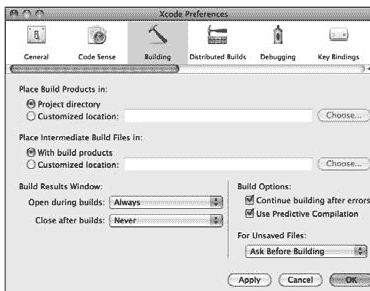 Xcode Preferences
General Code Sense Building Distributed Builds Debugging Key Bindings
Place Build Products in:
Project directory
Customized location: Choose...
Place Intermediate Build Files in:
With build products
Customized location: Choose...
Build Results Window:
Open during builds: Always
Close after builds: Never
Build Options:
Continue building after errors
Use Predictive Compilation
For Unsaved Files:
Ask Before Building
Apply Cancel OK